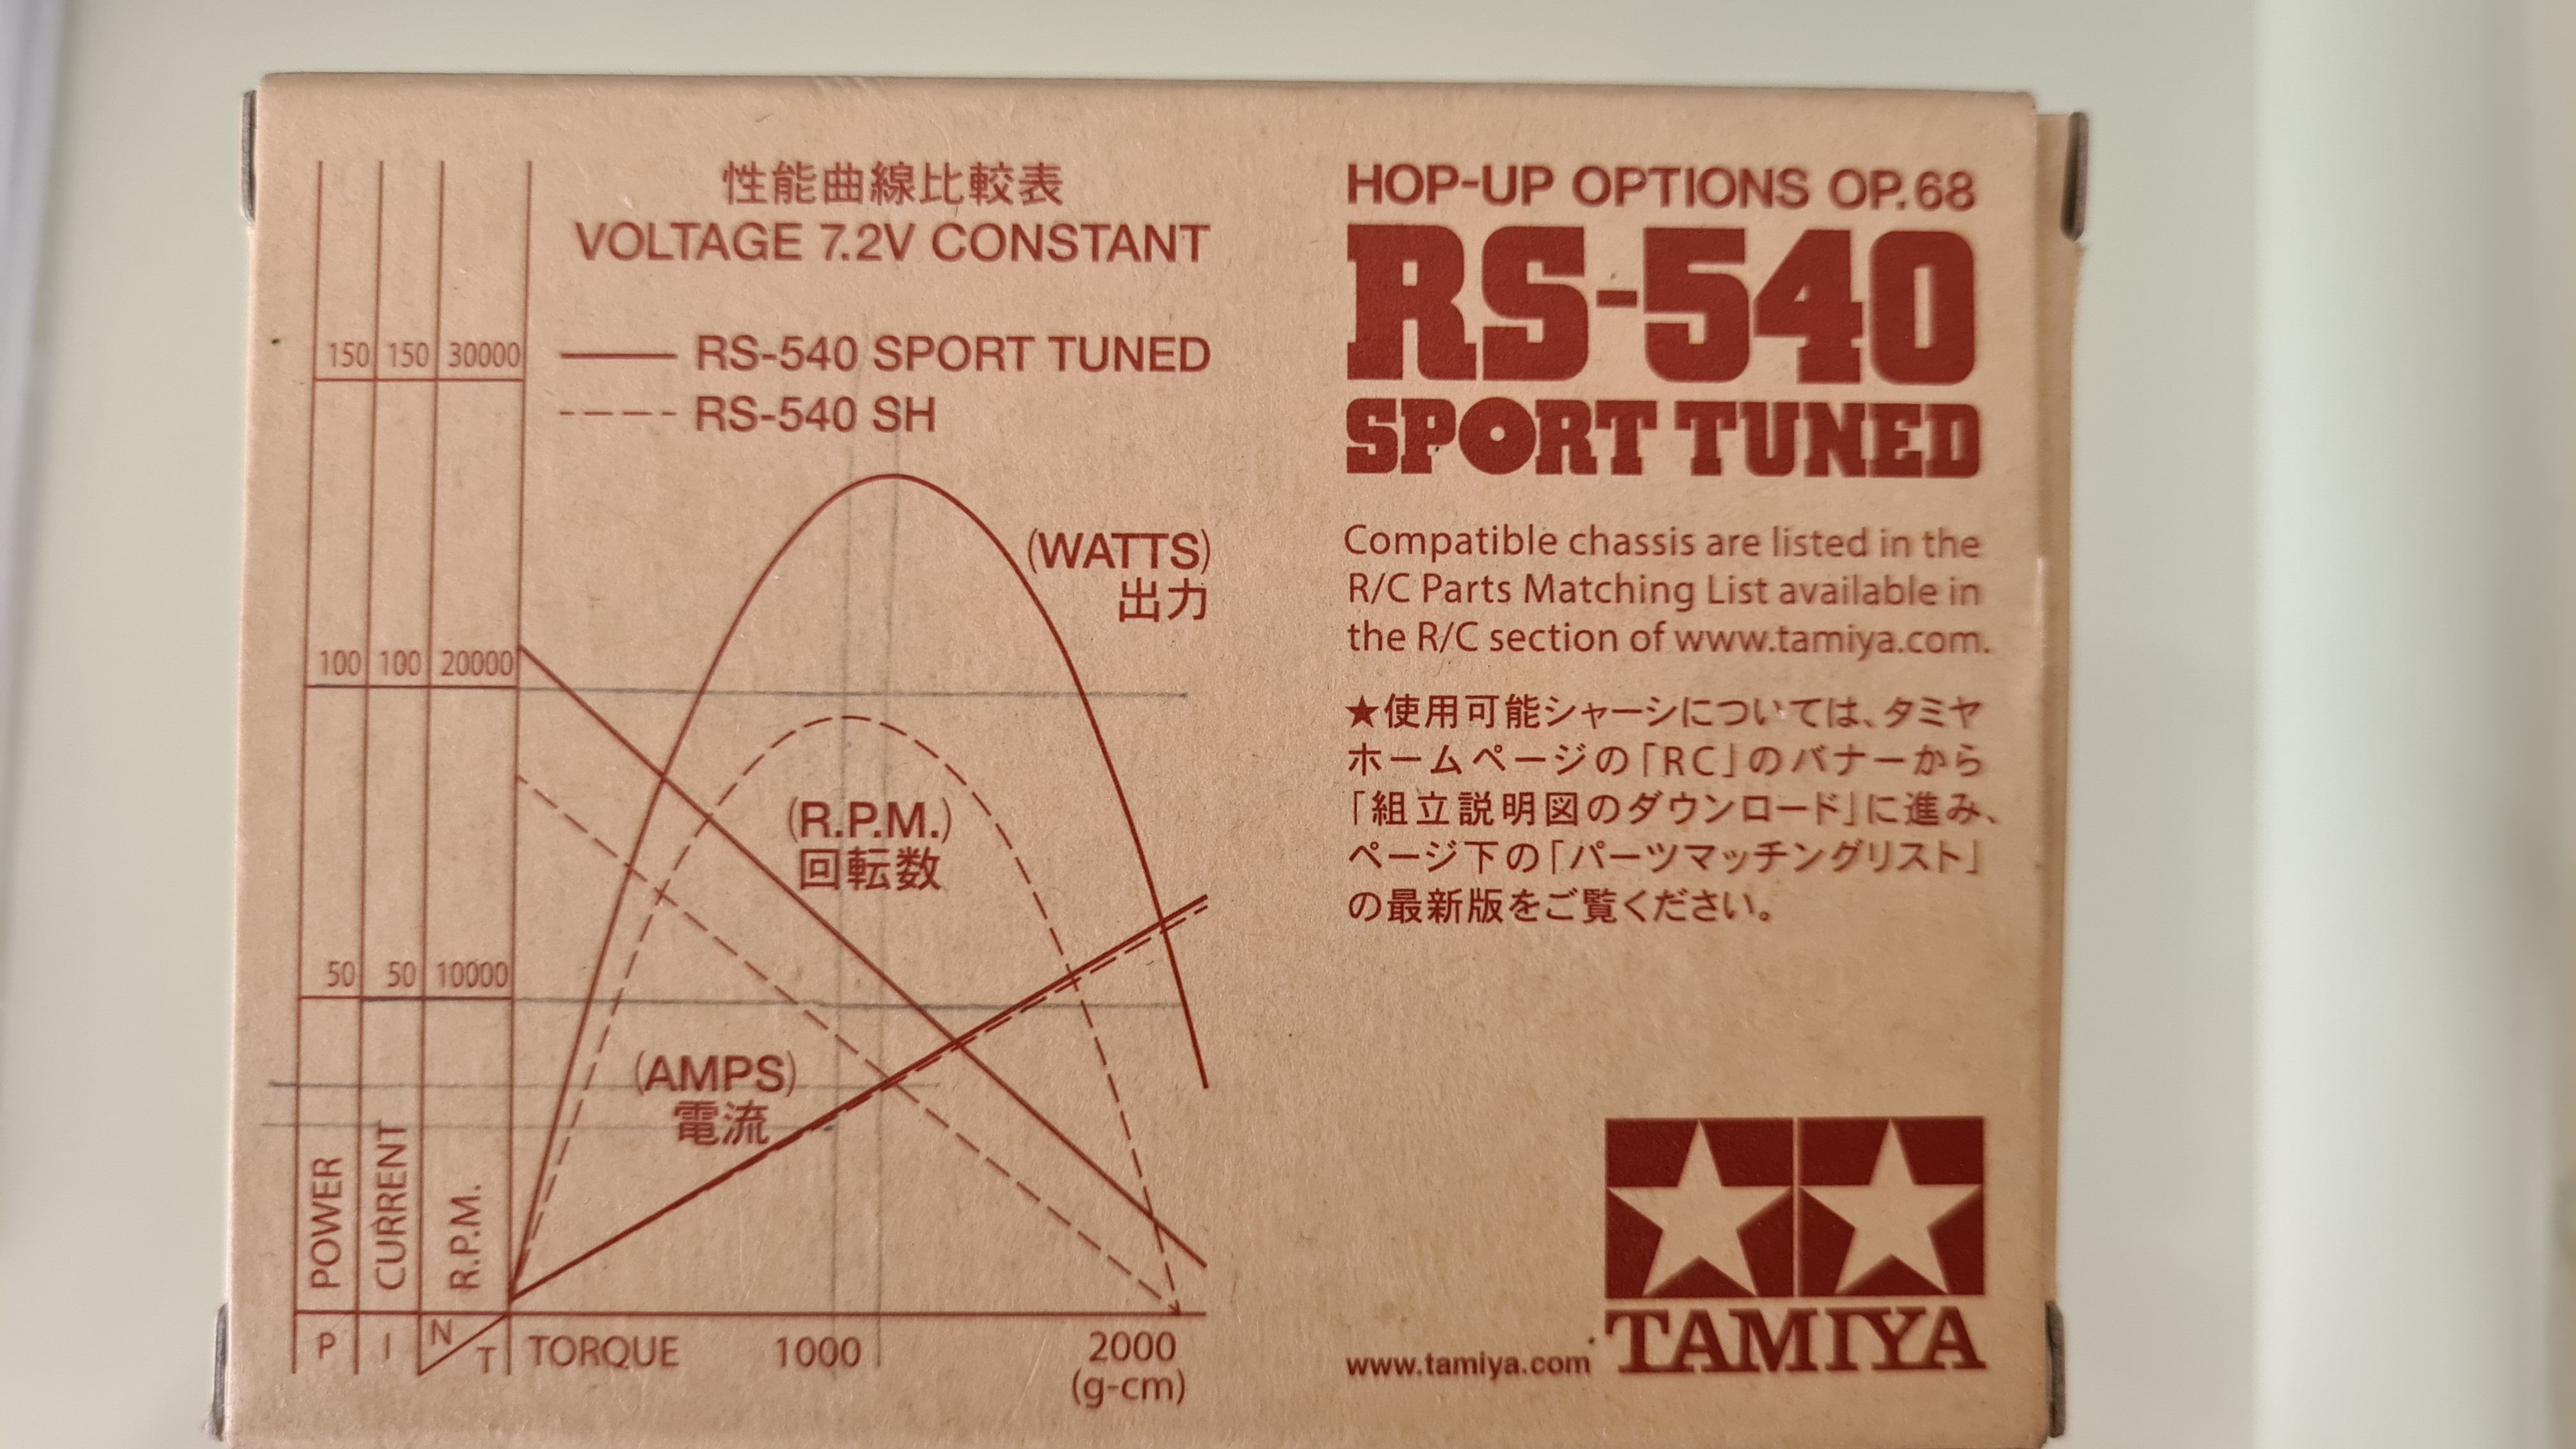 性能曲線比較表
VOLTAGE 7.2V CONSTANT
RS-540 SPORT TUNED
RS-540 SH
150 150 30000
100 100 20000
50 50 10000
(WATTS)
出力
(R.P.M.)
回転数
(AMPS)
電流
POWER
CURRENT
R.P.M.
P I N T TORQUE 1000 2000
(g-cm)
HOP-UP OPTIONS OP.68
RS-540
SPORT TUNED
Compatible chassis are listed in the
R/C Parts Matching List available in
the R/C section of www.tamiya.com.
★使用可能シャーシについては、タミヤ
ホームページの「RC」のバナーから
「組立説明図のダウンロード」に進み、
ページ下の「パーツマッチングリスト」
の最新版をご覧ください。
www.tamiya.com
TAMIYA